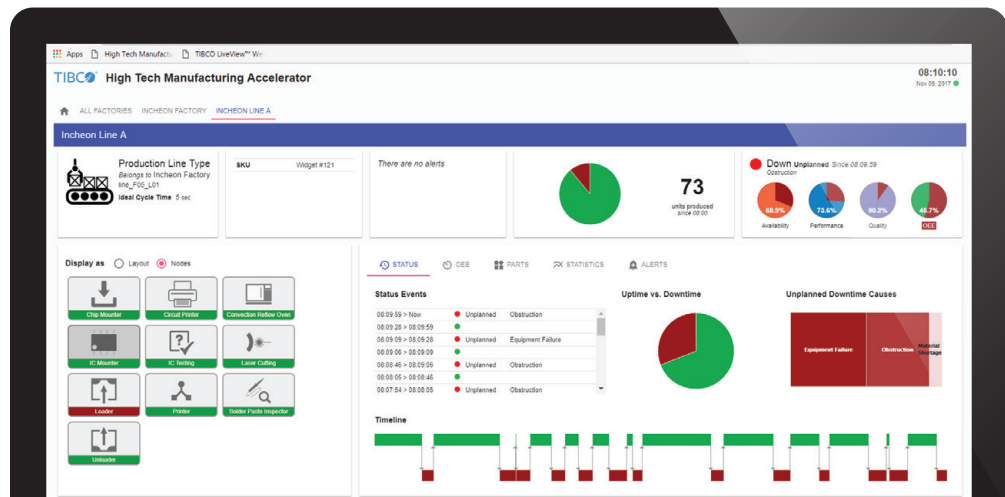 Apps High Tech Manufactu TIBCO LiveView™ We
TIBCO High Tech Manufacturing Accelerator
08:10:10
Nov 09, 2017
ALL FACTORIES INCHEON FACTORY INCHEON LINE A
Incheon Line A
Production Line Type
Belongs to Incheon Factory
line_F05_L01
Ideal Cycle Time 5 sec
SKU Widget #121
There are no alerts
73
units produced
since 08:00
Down Unplanned Since 08:09:59
Obstruction
68.9% 73.6% 90.2% 45.7%
Availability Performance Quality OEE
Display as Layout Nodes
Chip Mounter Circuit Printer Convection Reflow Oven
IC Mounter IC Testing Laser Cutting
Loader Printer Solder Paste Inspector
Unloader
STATUS OEE PARTS STATISTICS ALERTS
Status Events
08:09:59 > Now Unplanned Obstruction
08:09:28 > 08:09:59
08:09:09 > 08:09:28 Unplanned Equipment Failure
08:09:06 > 08:09:09
08:08:46 > 08:09:06 Unplanned Obstruction
08:08:05 > 08:08:46
08:07:54 > 08:08:05 Unplanned Obstruction
Uptime vs. Downtime
Unplanned Downtime Causes
Equipment Failure Obstruction Material
Shortage
Timeline